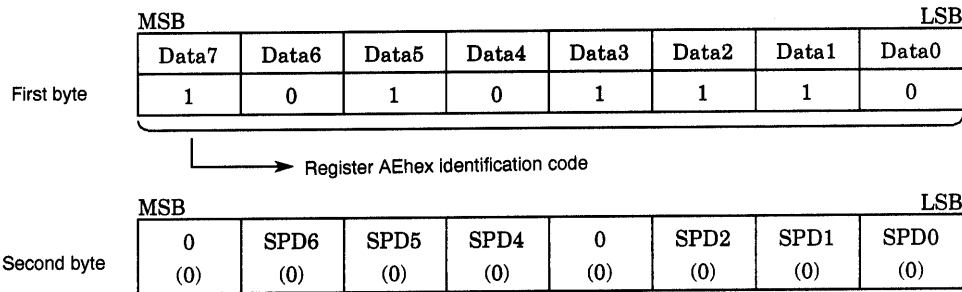 MSB LSB
Data7 Data6 Data5 Data4 Data3 Data2 Data1 Data0
First byte 1 0 1 0 1 1 1 0
Register AEhex identification code
MSB LSB
0 SPD6 SPD5 SPD4 0 SPD2 SPD1 SPD0
Second byte
(0) (0) (0) (0) (0) (0) (0) (0)